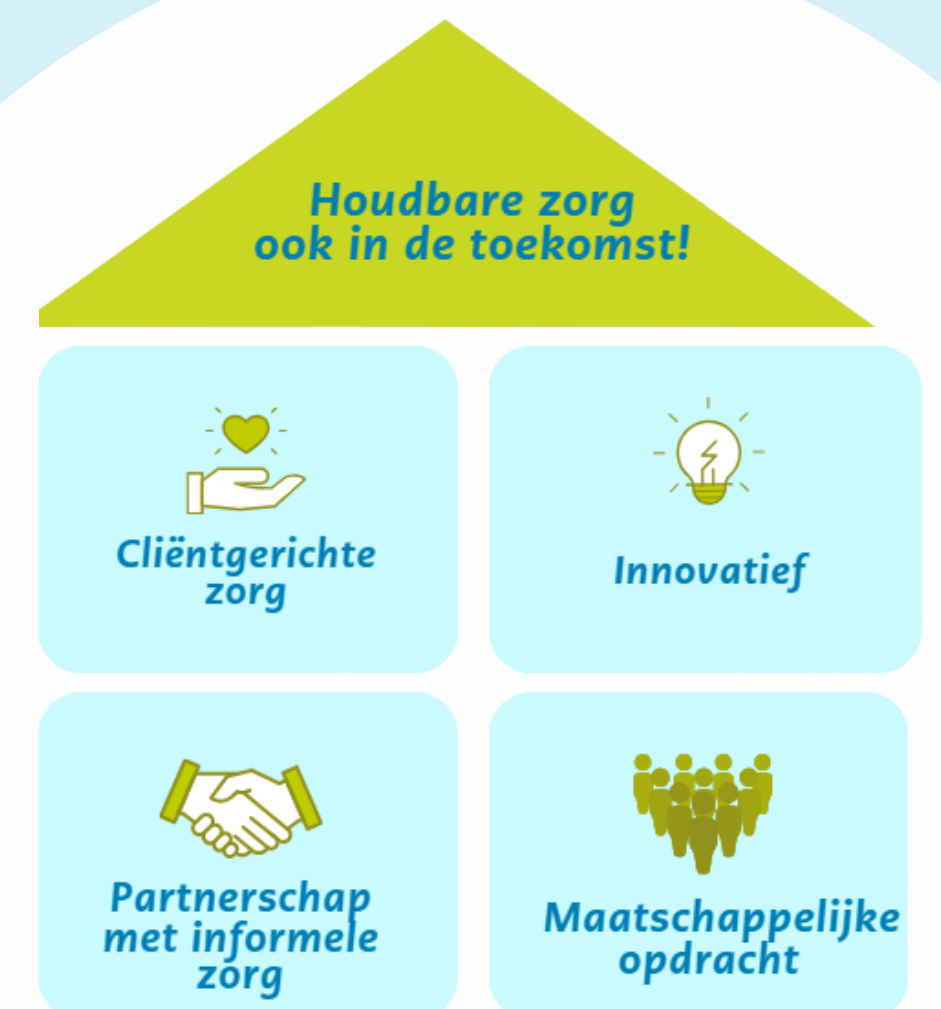 Houdbare zorg
ook in de toekomst!
Cliëntgerichte
zorg
Innovatief
Partnerschap
met informele
zorg
Maatschappelijke
opdracht